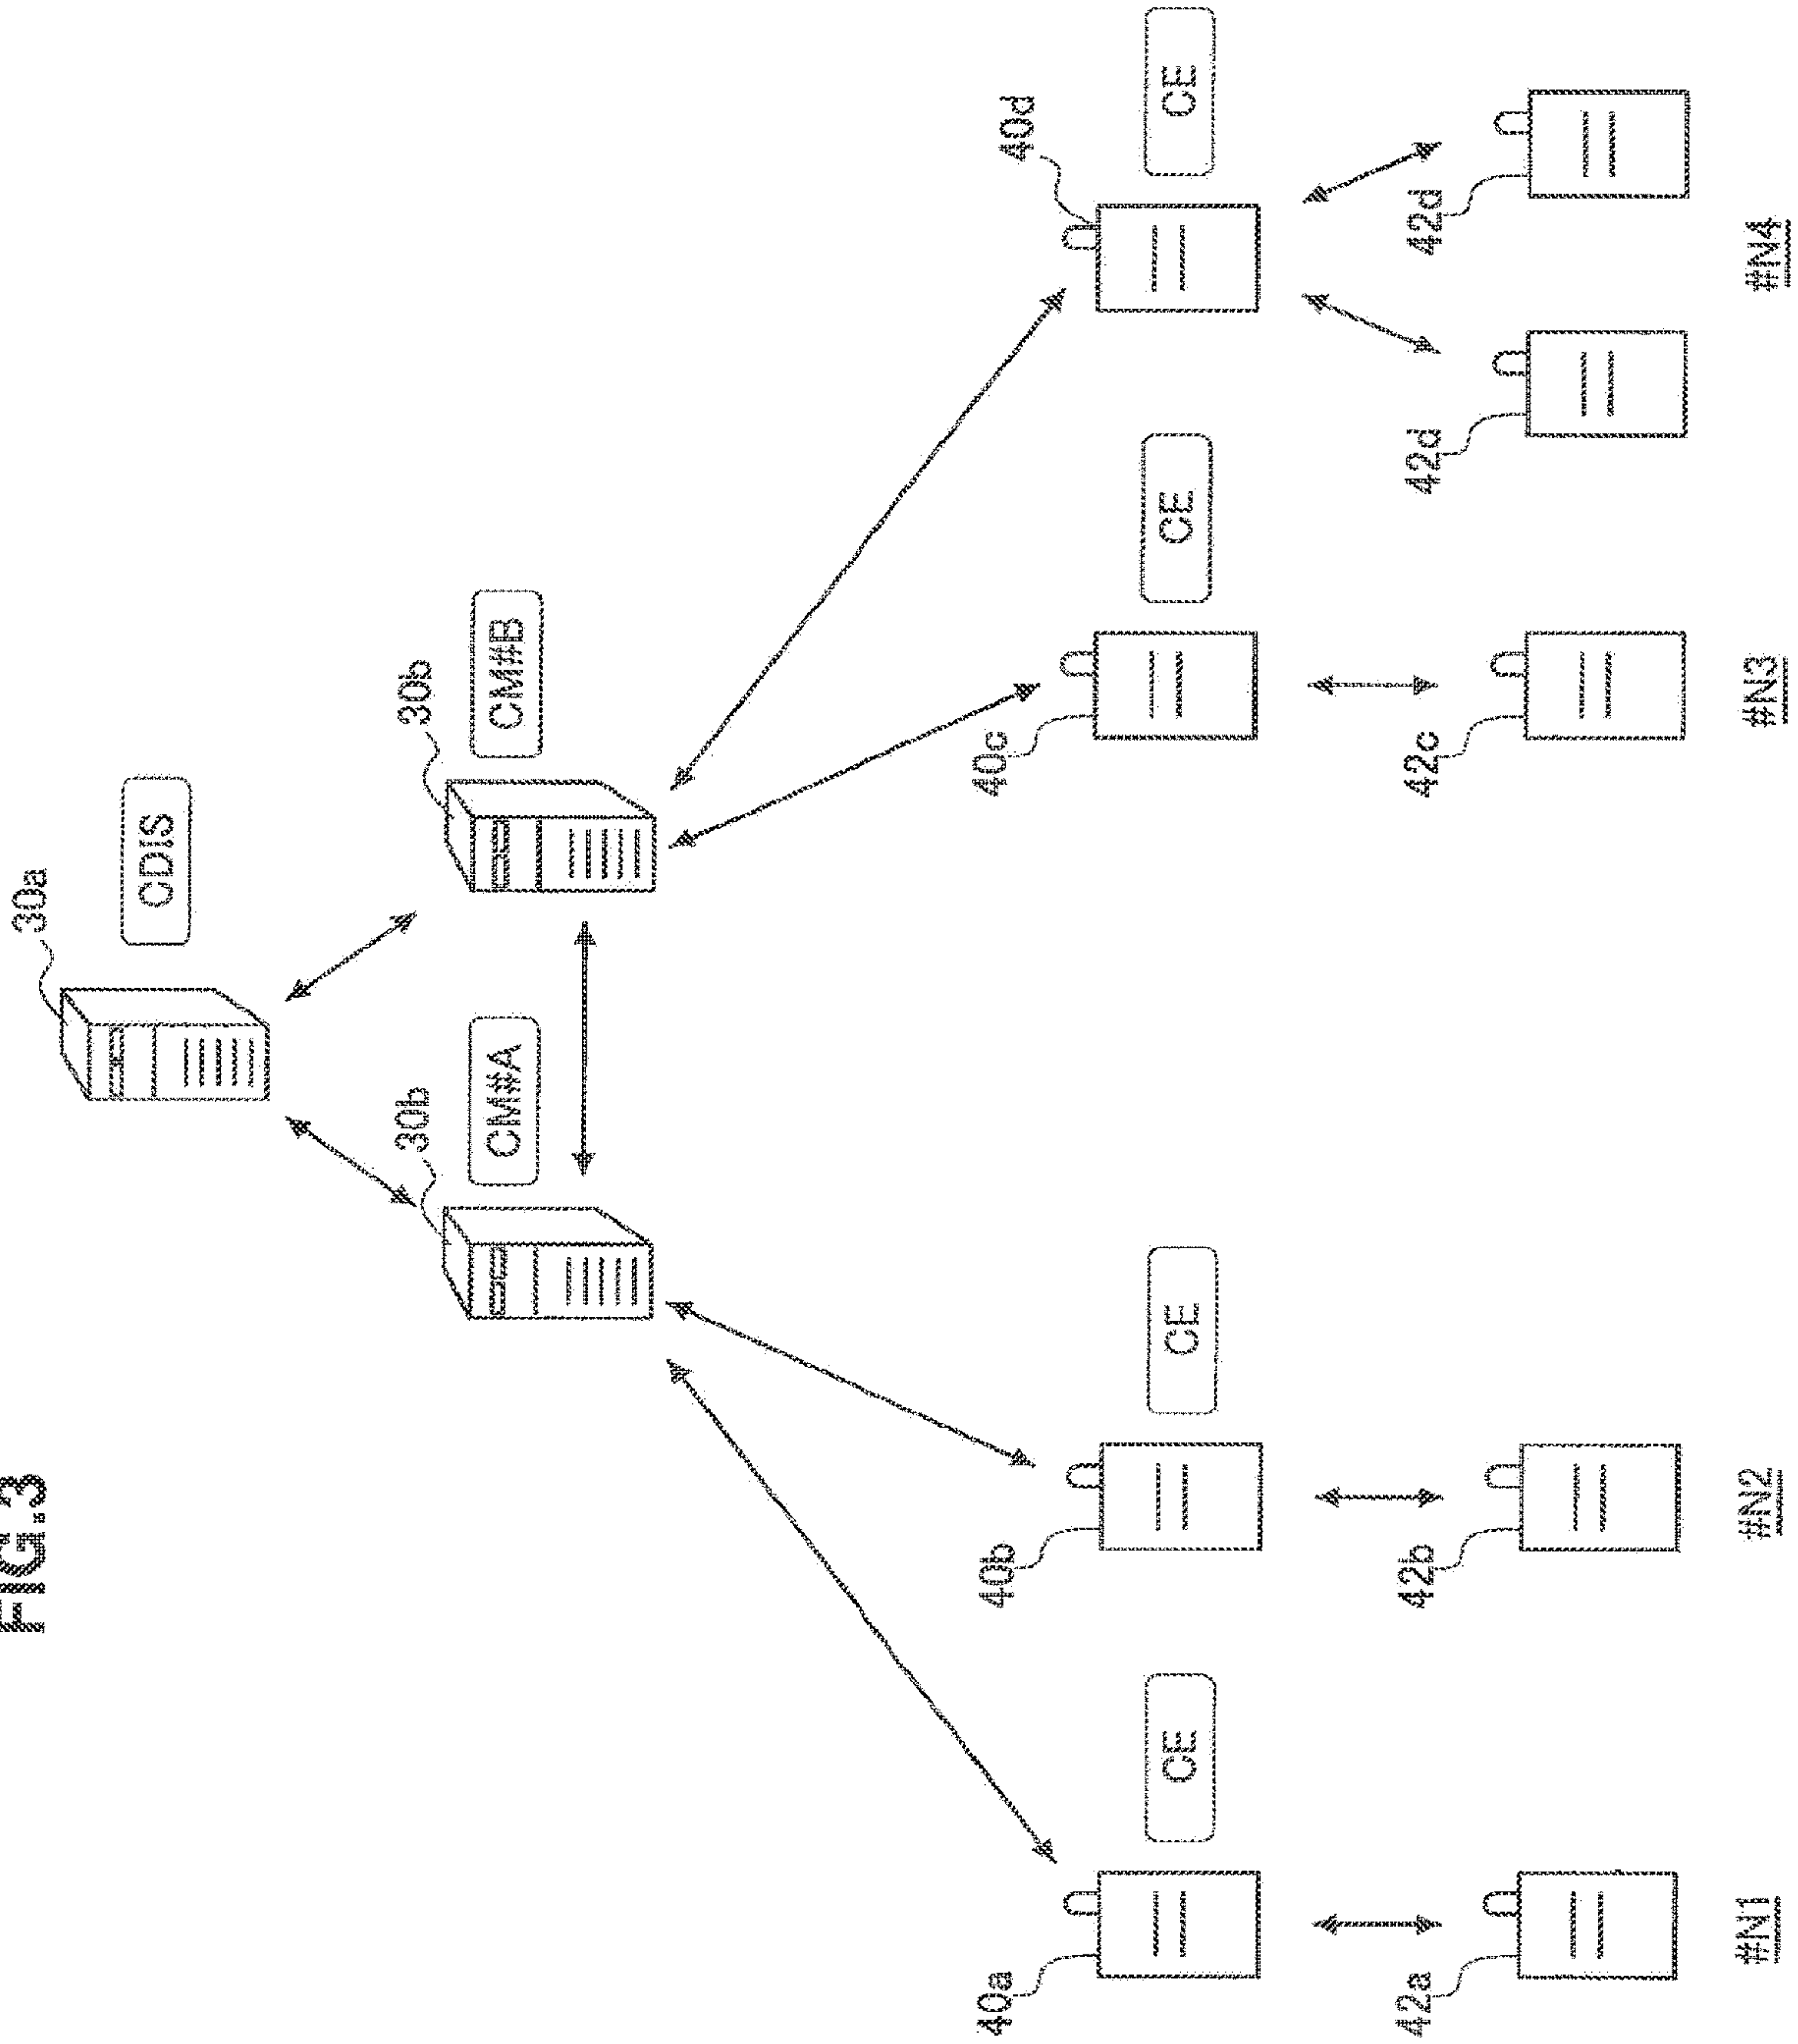 FIG.3
30a
CDIS
30b
CM#A
30b
CM#B
40a
CE
40b
CE
40c
CE
40d
CE
42a
42b
42c
42d
42d
#N1
#N2
#N3
#N4